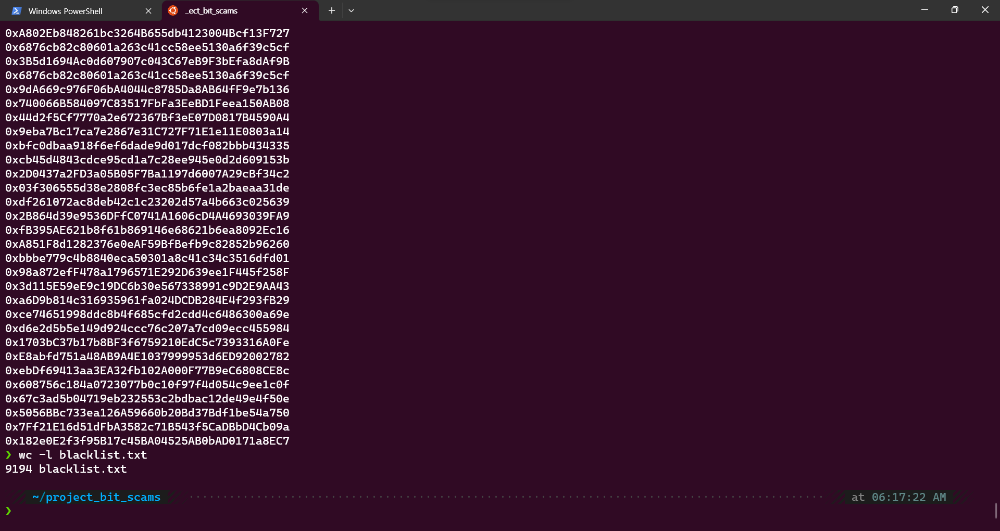 Windows PowerShell
..ect_bit_scams
0xA802Eb848261bc3264B655db4123004Bcf13F727
0x6876cb82c80601a263c41cc58ee5130a6f39c5cf
0x3B5d1694Ac0d607907c043C67eB9F3bEfa8dAf9B
0x6876cb82c80601a263c41cc58ee5130a6f39c5cf
0x9dA669c976F06bA4044c8785Da8AB64fF9e7b136
0x740066B584097C83517FbFa3EeBD1Feea150AB08
0x44d2f5Cf7770a2e672367Bf3eE07D0817B4590A4
0x9eba7Bc17ca7e2867e31C727F71E1e11E0803a14
0xbfc0dbaa918f6ef6dade9d017dcf082bbb434335
0xcb45d4843cdce95cd1a7c28ee945e0d2d609153b
0x2D0437a2FD3a05B05F7Ba1197d6007A29cBf34c2
0x03f306555d38e2808fc3ec85b6fe1a2baeaa31de
0xdf261072ac8deb42c1c23202d57a4b663c025639
0x2B864d39e9536DFfC0741A1606cD4A4693039FA9
0xfB395AE621b8f61b869146e68621b6ea8092Ec16
0xA851F8d1282376e0eAF59BfBefb9c82852b96260
0xbbbe779c4b8840eca50301a8c41c34c3516dfd01
0x98a872efF478a1796571E292D639ee1F445f258F
0x3d115E59eE9c19DC6b30e567338991c9D2E9AA43
0xa6D9b814c316935961fa024DCDB284E4f293fB29
0xce74651998ddc8b4f685cfd2cdd4c6486300a69e
0xd6e2d5b5e149d924ccc76c207a7cd09ecc455984
0x1703bC37b17b8BF3f6759210EdC5c7393316A0Fe
0xE8abfd751a48AB9A4E1037999953d6ED92002782
0xebDf69413aa3EA32fb102A000F77B9eC6808CE8c
0x608756c184a0723077b0c10f97f4d054c9ee1c0f
0x67c3ad5b04719eb232553c2bdbac12de49e4f50e
0x5056BBc733ea126A59660b20Bd37Bdf1be54a750
0x7Ff21E16d51dFbA3582c71B543f5CaDBbD4Cb09a
0x182e0E2f3f95B17c45BA04525AB0bAD0171a8EC7
❯ wc -l blacklist.txt
9194 blacklist.txt
~/project_bit_scams at 06:17:22 AM
❯